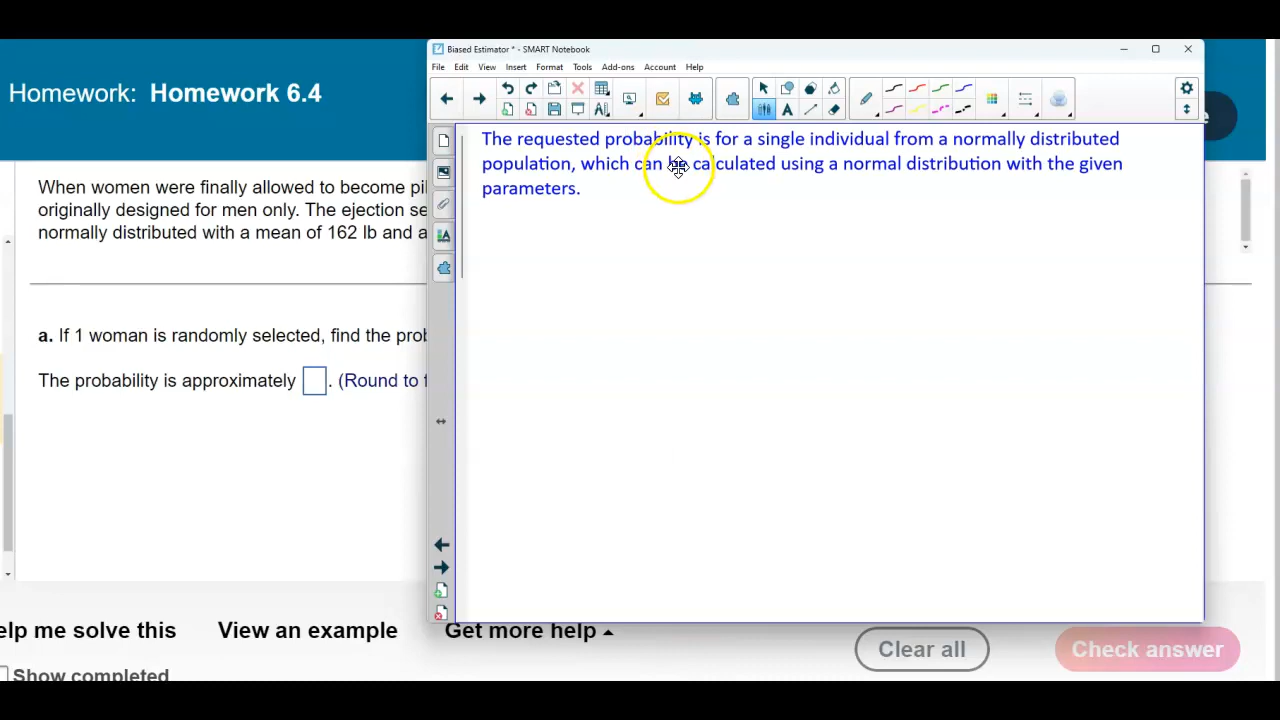 Biased Estimator * - SMART Notebook
File Edit View Insert Format Tools Add-ons Account Help
Homework: Homework 6.4
The requested probability is for a single individual from a normally distributed
population, which can be calculated using a normal distribution with the given
parameters.
When women were finally allowed to become pi
originally designed for men only. The ejection se
normally distributed with a mean of 162 lb and a
a. If 1 woman is randomly selected, find the prob
The probability is approximately . (Round to f
elp me solve this View an example Get more help
Clear all Check answer
Show completed